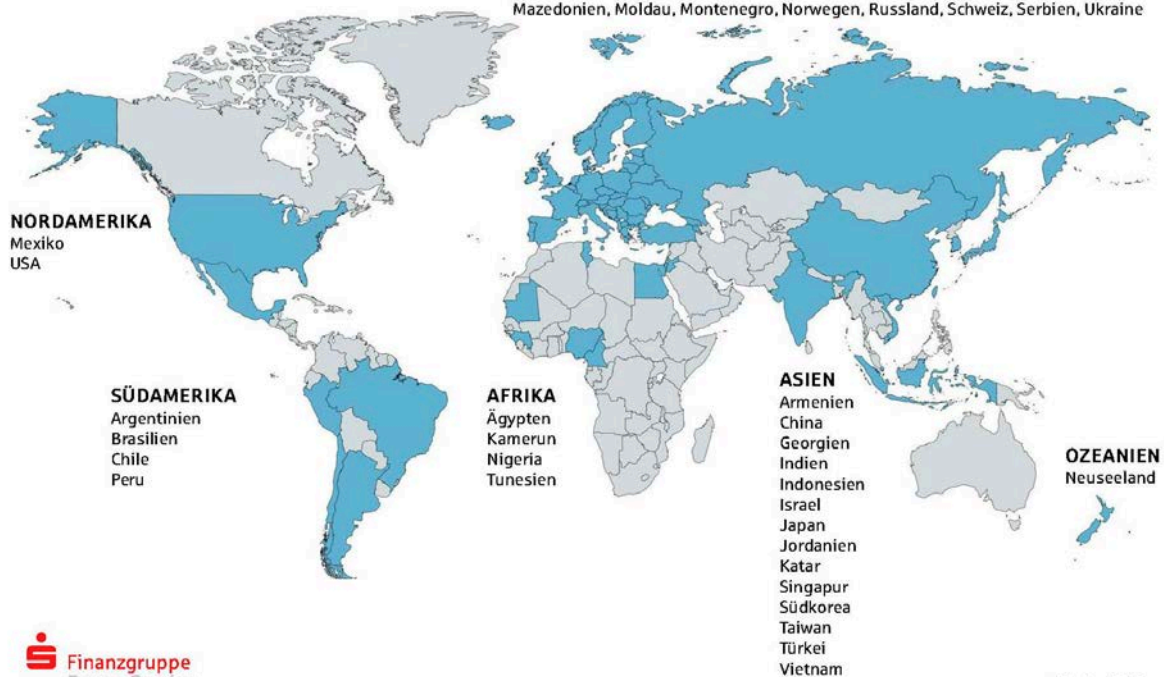 Mazedonien, Moldau, Montenegro, Norwegen, Russland, Schweiz, Serbien, Ukraine
NORDAMERIKA
Mexiko
USA
SÜDAMERIKA
Argentinien
Brasilien
Chile
Peru
AFRIKA
Ägypten
Kamerun
Nigeria
Tunesien
ASIEN
Armenien
China
Georgien
Indien
Indonesien
Israel
Japan
Jordanien
Katar
Singapur
Südkorea
Taiwan
Türkei
Vietnam
OZEANIEN
Neuseeland
Finanzgruppe